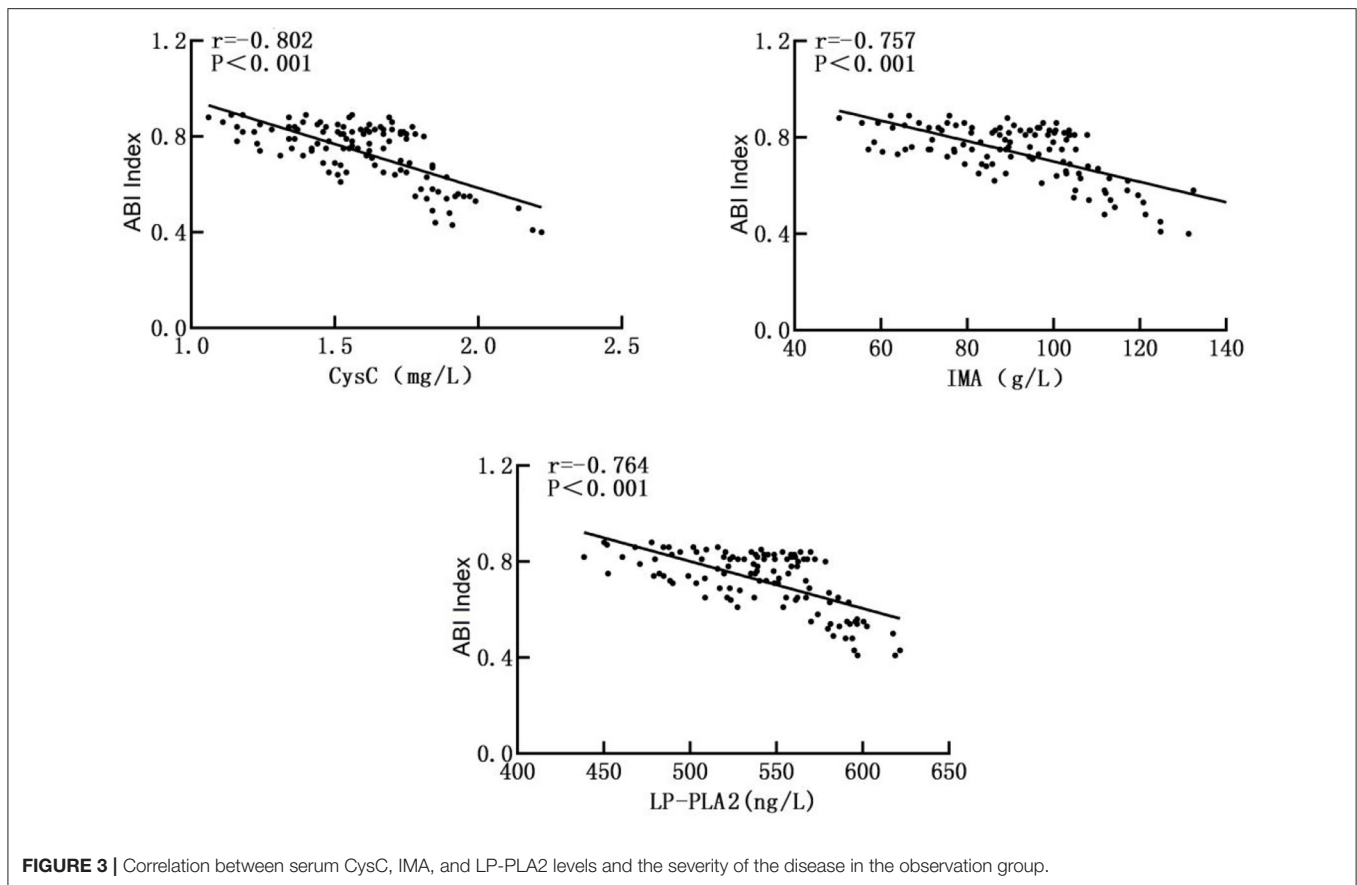 r=-0.802
P<0.001
1.2
0.8
0.4
0.0
ABI Index
1.0 1.5 2.0 2.5
CysC (mg/L)
r=-0.757
P<0.001
1.2
0.8
0.4
0.0
ABI Index
40 60 80 100 120 140
IMA (g/L)
r=-0.764
P<0.001
1.2
0.8
0.4
0.0
ABI Index
400 450 500 550 600 650
LP-PLA2(ng/L)
FIGURE 3 | Correlation between serum CysC, IMA, and LP-PLA2 levels and the severity of the disease in the observation group.